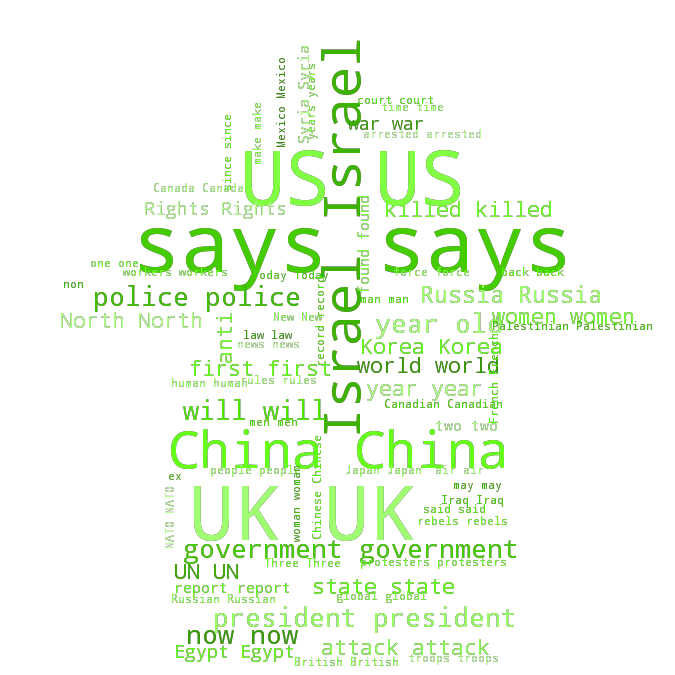 Israel Israel
Syria Syria
years years
Mexico Mexico
court court
time time
make make
since since
war war
arrested arrested
US US
Canada Canada
Rights Rights
found found
killed killed
says says
one one
workers workers
today Today
force force
back back
non
police police
man man
Russia Russia
record record
North North
New New
anti
year old
women women
Palestinian Palestinian
law law
news news
Korea Korea
French French
first first
world world
human human
rules rules
year year
will will
Canadian Canadian
men men
two two
China China
people people
Japan Japan
air air
ex
woman woman
Chinese Chinese
NATO NATO
may may
UK UK
Iraq Iraq
said said
rebels rebels
government government
Three Three
protesters protesters
UN UN
report report
state state
Russian Russian
global global
president president
now now
Egypt Egypt
attack attack
British British
troops troops